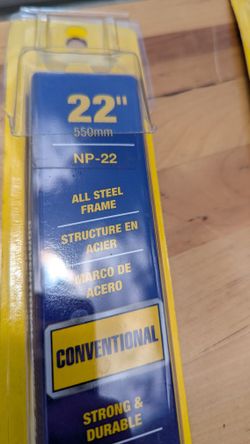 22"
550mm
NP-22
ALL STEEL
FRAME
STRUCTURE EN
ACIER
MARCO DE
ACERO
CONVENTIONAL
STRONG &
DURABLE